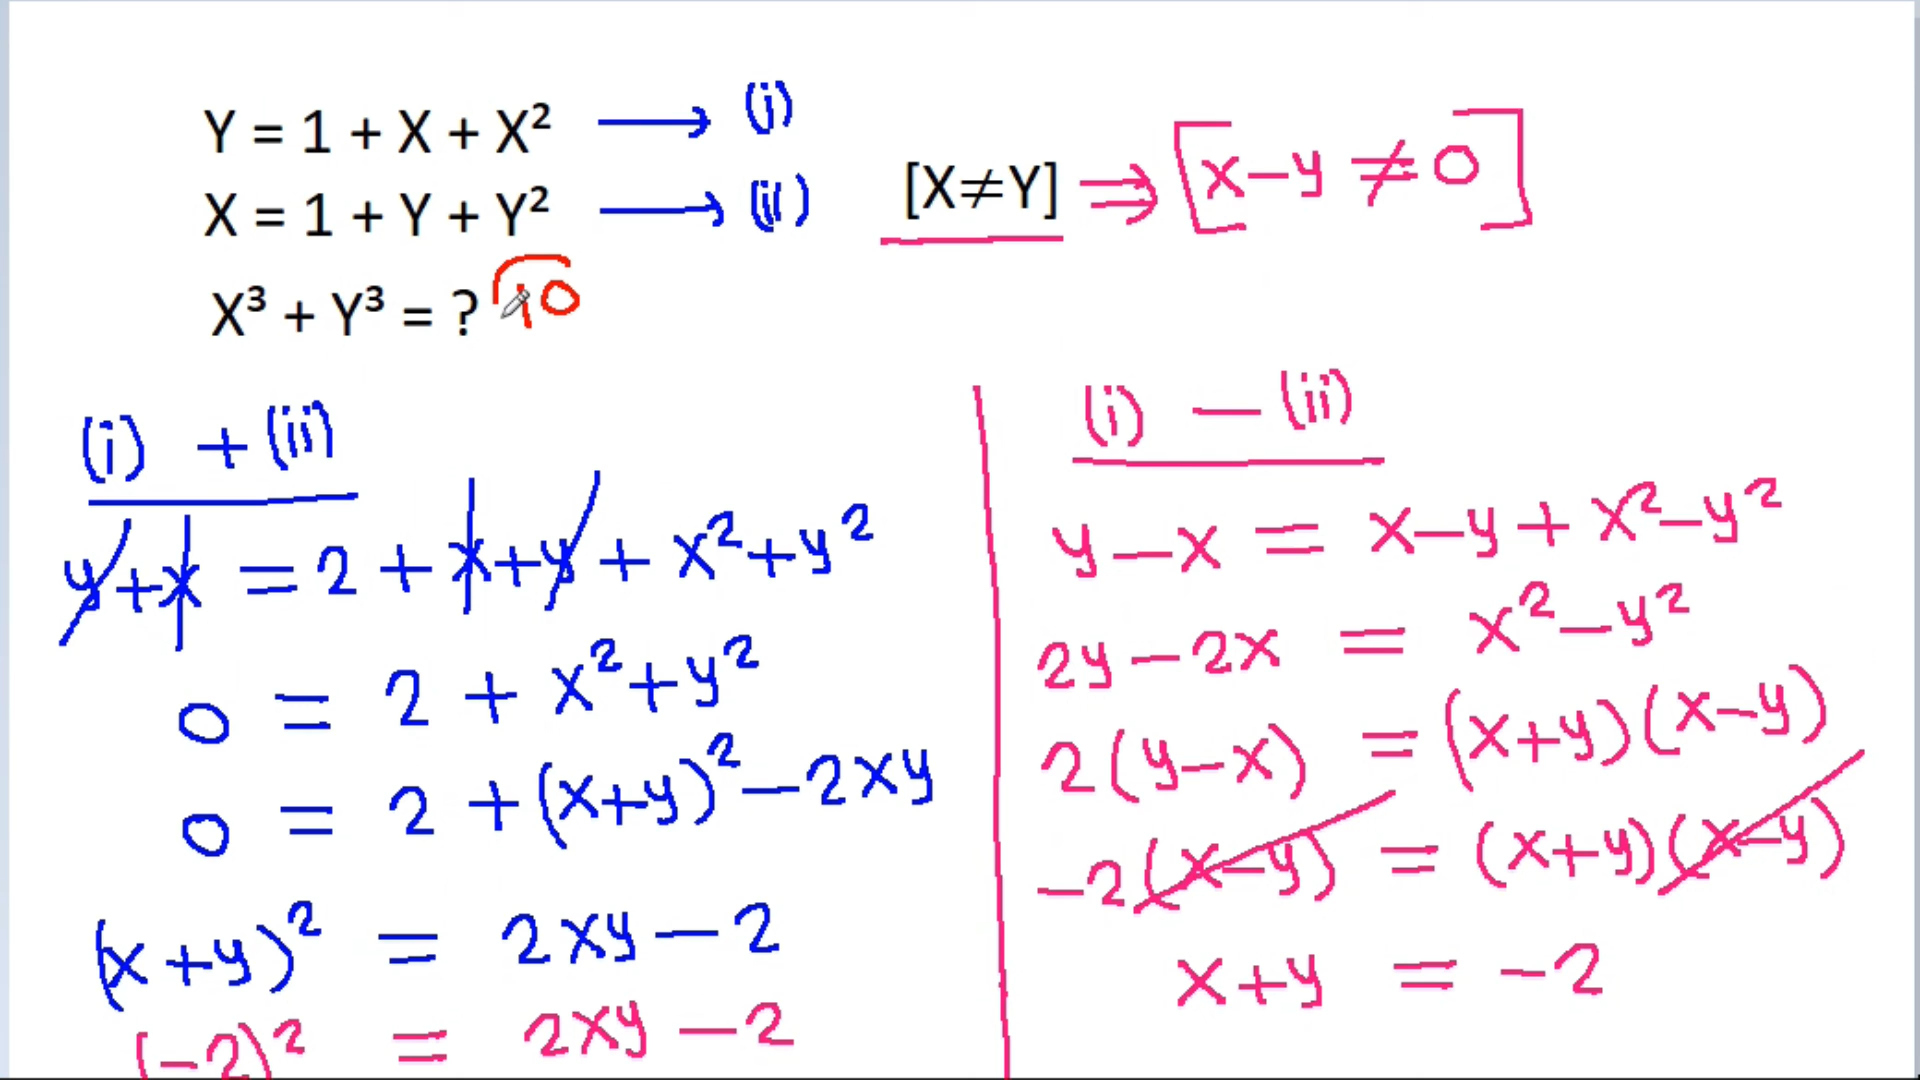 Y = 1 + X + X² ⟶ (i)
X = 1 + Y + Y² ⟶ (ii)
[X≠Y] ⇒ [x−y ≠ 0]
X³ + Y³ = ? 10
(i) + (ii)
y+x = 2 + x+y + x²+y²
0 = 2 + x²+y²
0 = 2 + (x+y)² − 2xy
(x+y)² = 2xy − 2
(−2)² = 2xy − 2
(i) − (ii)
y−x = x−y + x²−y²
2y − 2x = x²−y²
2(y−x) = (x+y)(x−y)
−2(x−y) = (x+y)(x−y)
x+y = −2